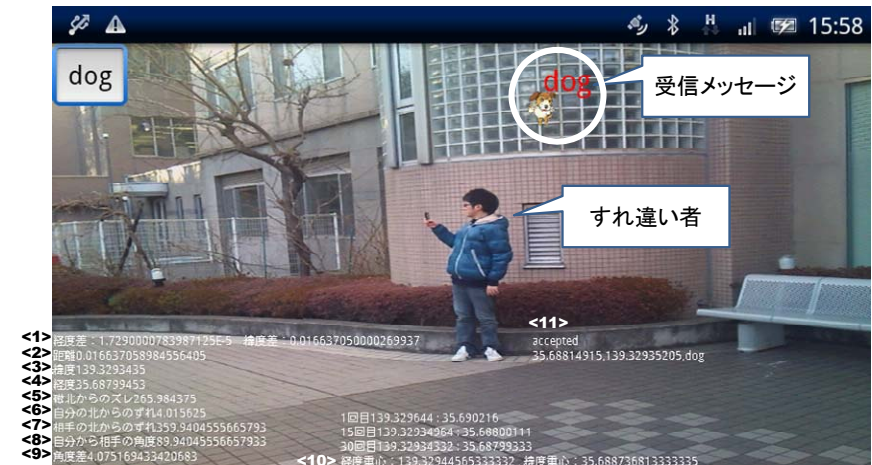 15:58
dog
dog
受信メッセージ
すれ違い者
<11>
<1>経度差：1.7290000783987125E-5 緯度差：0.016637050000269937
accepted
<2>距離0.016637058984556405
35.68814915,139.32935205,dog
<3>緯度139.3293435
<4>経度35.68799453
<5>磁北からのズレ265.984375
<6>自分の北からのずれ4.015625
<7>相手の北からのずれ359.9404555665793
<8>自分から相手の角度89.94045556657933
<9>角度差4.075169433420683
1回目139.329644 : 35.690216
15回目139.32934964 : 35.68800111
30回目139.32934332 : 35.68799333
<10>経度重心：139.32944565333332 緯度重心：35.688736813333335